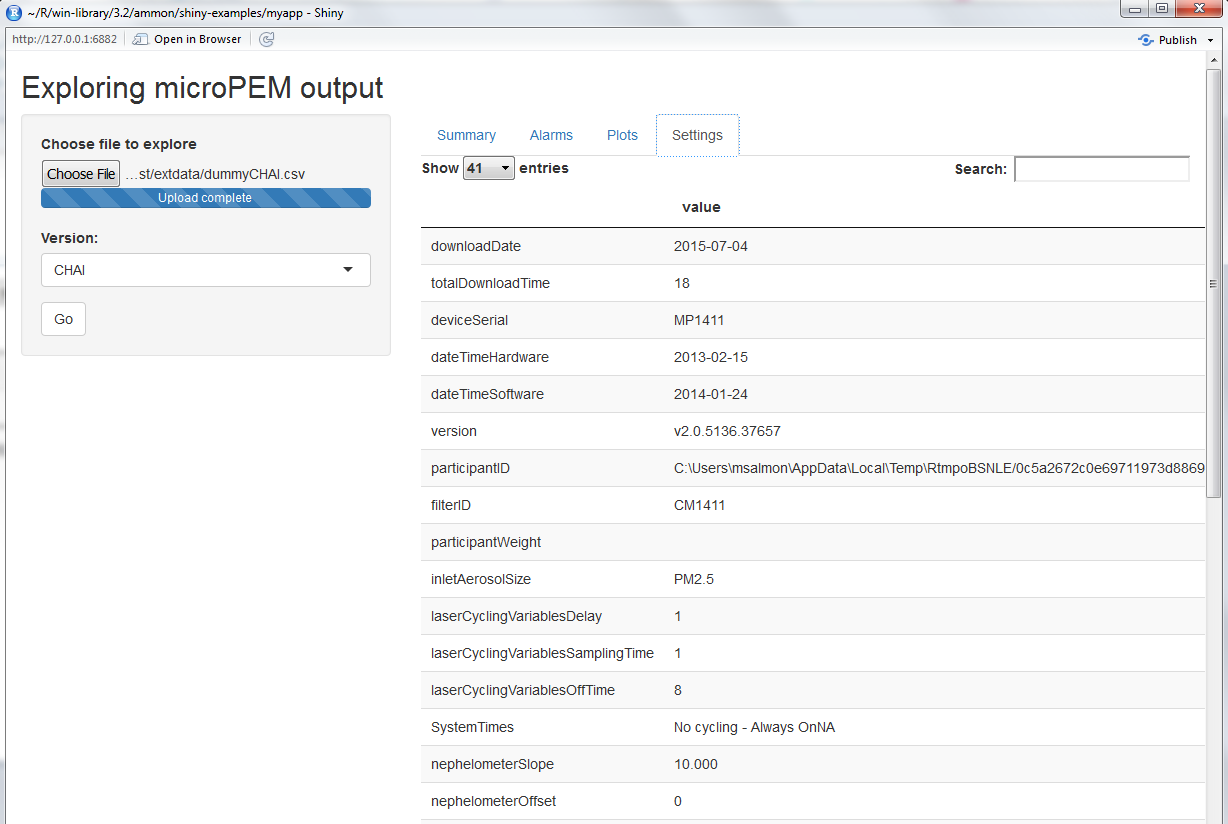 ~/R/win-library/3.2/ammon/shiny-examples/myapp - Shiny
http://127.0.0.1:6882 Open in Browser Publish
Exploring microPEM output
Choose file to explore
Choose File ...st/extdata/dummyCHAI.csv
Upload complete
Version:
CHAI
Go
Summary Alarms Plots Settings
Show 41 entries Search:
value
downloadDate 2015-07-04
totalDownloadTime 18
deviceSerial MP1411
dateTimeHardware 2013-02-15
dateTimeSoftware 2014-01-24
version v2.0.5136.37657
participantID C:\Users\msalmon\AppData\Local\Temp\RtmpoBSNLE/0c5a2672c0e69711973d8869
filterID CM1411
participantWeight
inletAerosolSize PM2.5
laserCyclingVariablesDelay 1
laserCyclingVariablesSamplingTime 1
laserCyclingVariablesOffTime 8
SystemTimes No cycling - Always OnNA
nephelometerSlope 10.000
nephelometerOffset 0